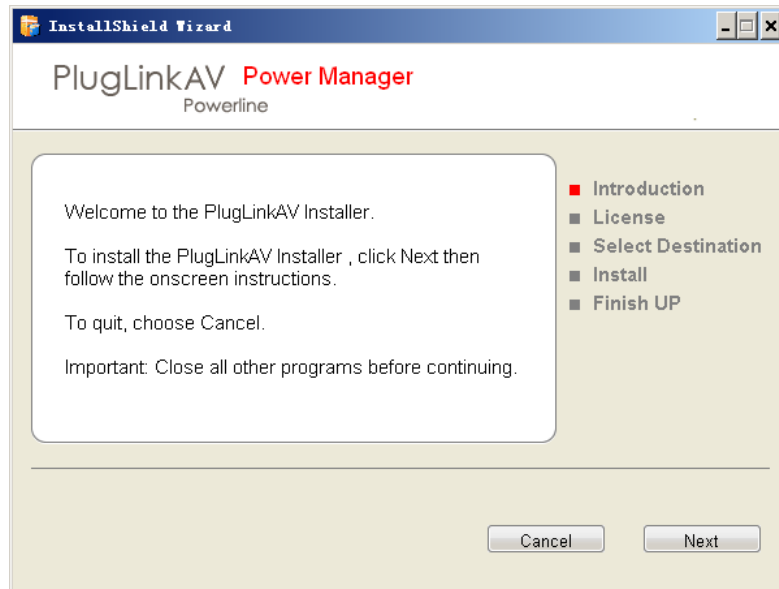 InstallShield Wizard
PlugLinkAV Power Manager
Powerline
Welcome to the PlugLinkAV Installer.
To install the PlugLinkAV Installer , click Next then
follow the onscreen instructions.
To quit, choose Cancel.
Important: Close all other programs before continuing.
Introduction
License
Select Destination
Install
Finish UP
Cancel
Next